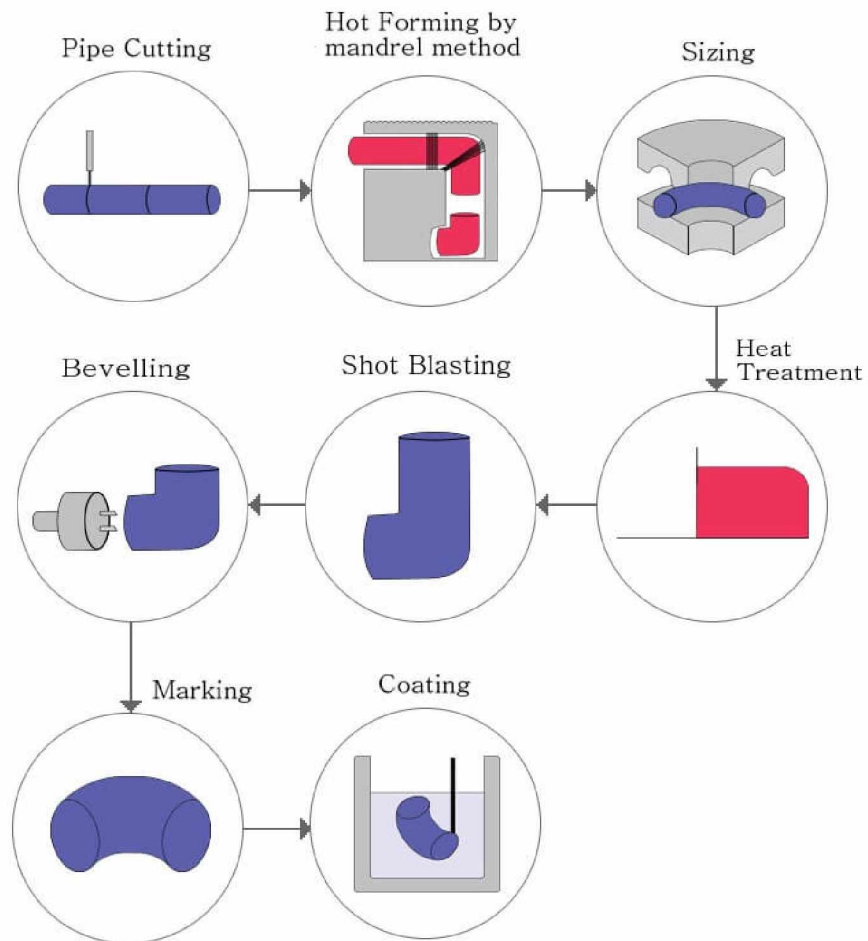 Pipe Cutting
Hot Forming by
mandrel method
Sizing
Heat
Treatment
Shot Blasting
Bevelling
Marking
Coating